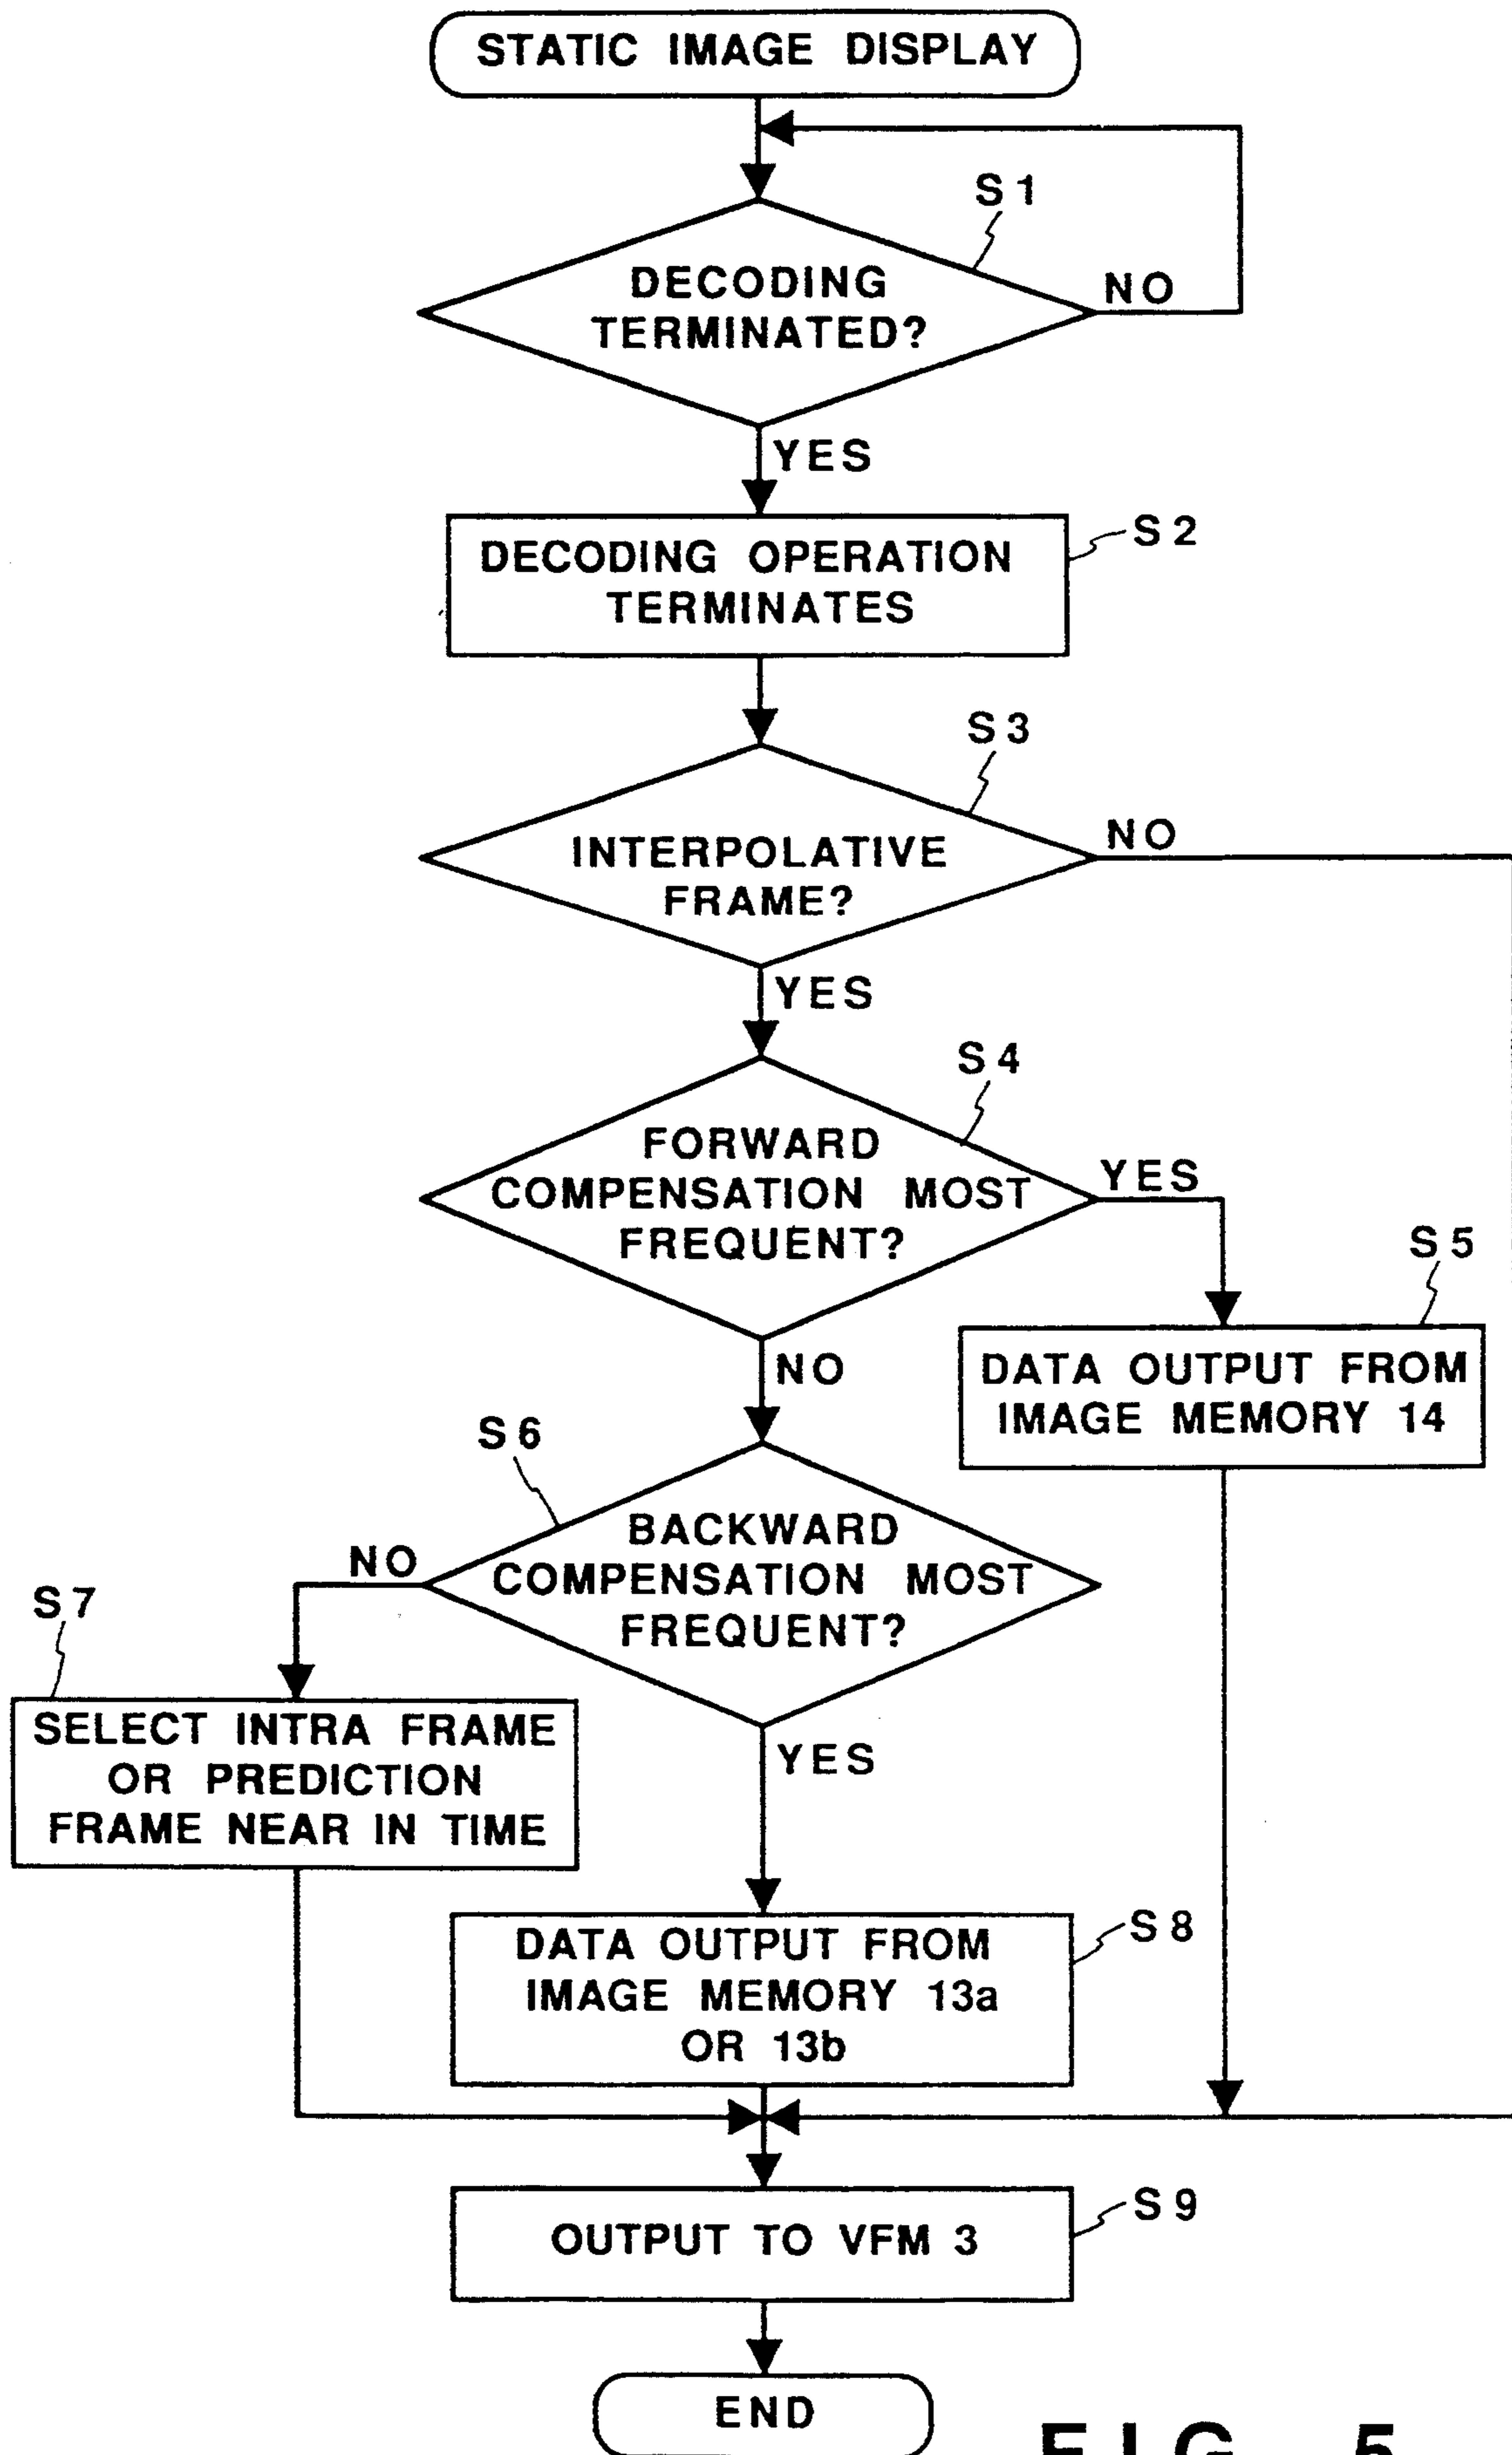 STATIC IMAGE DISPLAY
S1
DECODING
TERMINATED?
NO
YES
S2
DECODING OPERATION
TERMINATES
S3
INTERPOLATIVE
FRAME?
NO
YES
S4
FORWARD
COMPENSATION MOST
FREQUENT?
YES
S5
DATA OUTPUT FROM
IMAGE MEMORY 14
NO
S6
BACKWARD
COMPENSATION MOST
FREQUENT?
NO
S7
SELECT INTRA FRAME
OR PREDICTION
FRAME NEAR IN TIME
YES
S8
DATA OUTPUT FROM
IMAGE MEMORY 13a
OR 13b
S9
OUTPUT TO VFM 3
END
FIG. 5